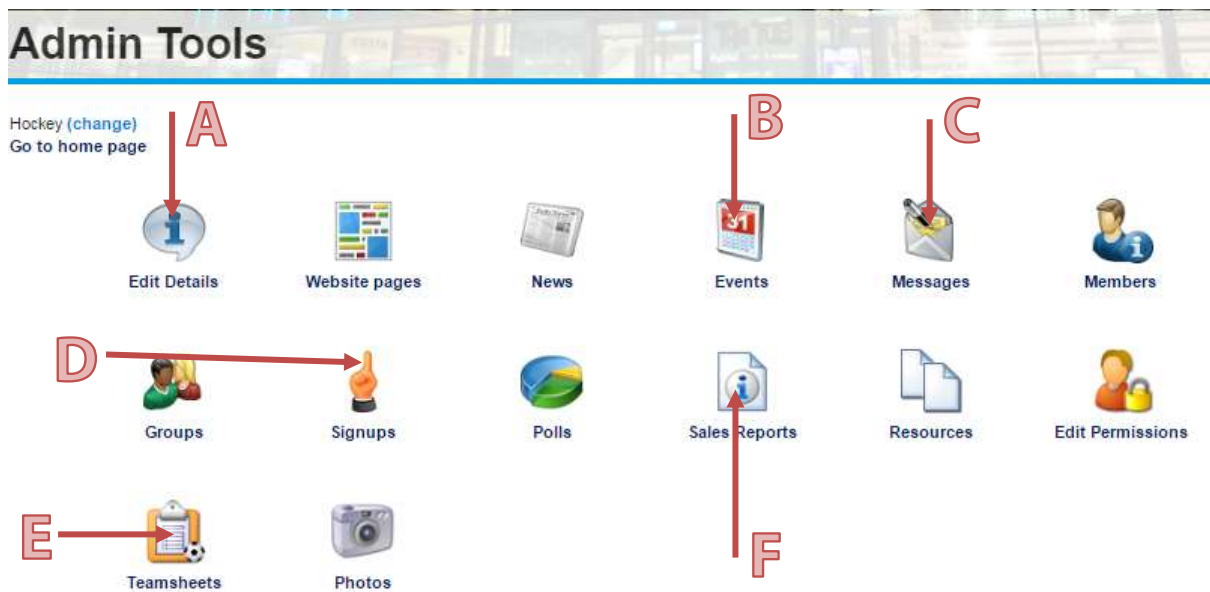 Admin Tools
Hockey (change)
Go to home page
A
B
C
Edit Details
Website pages
News
31
Events
Messages
Members
D
Groups
Signups
Polls
Sales Reports
Resources
Edit Permissions
E
F
Teamsheets
Photos